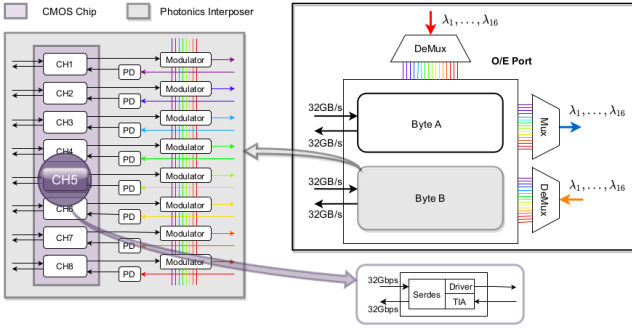 CMOS Chip
Photonics Interposer
CH1
Modulator
PD
CH2
Modulator
PD
CH3
Modulator
PD
CH4
Modulator
PD
CH5
Modulator
PD
CH6
Modulator
PD
CH7
Modulator
PD
CH8
Modulator
PD
λ1, . . . , λ16
DeMux
O/E Port
32GB/s
32GB/s
Byte A
Mux
λ1, . . . , λ16
32GB/s
32GB/s
Byte B
DeMux
λ1, . . . , λ16
32Gbps
32Gbps
Serdes
Driver
TIA